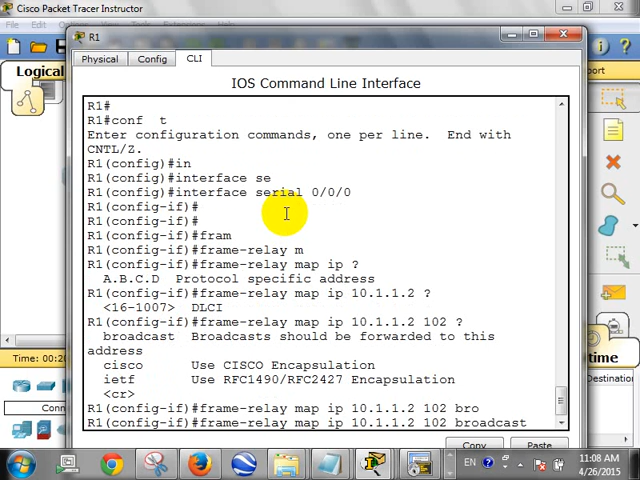 Cisco Packet Tracer Instructor
R1
Logical
Physical
Config
CLI
port
IOS Command Line Interface
R1#
R1#conf  t
Enter configuration commands, one per line.  End with
CNTL/Z.
R1(config)#in
R1(config)#interface se
R1(config)#interface serial 0/0/0
R1(config-if)#
R1(config-if)#
R1(config-if)#fram
R1(config-if)#frame-relay m
R1(config-if)#frame-relay map ip ?
A.B.C.D  Protocol specific address
R1(config-if)#frame-relay map ip 10.1.1.2 ?
<16-1007>  DLCI
R1(config-if)#frame-relay map ip 10.1.1.2 102 ?
broadcast  Broadcasts should be forwarded to this
address
cisco      Use CISCO Encapsulation
ietf       Use RFC1490/RFC2427 Encapsulation
<cr>
R1(config-if)#frame-relay map ip 10.1.1.2 102 bro
R1(config-if)#frame-relay map ip 10.1.1.2 102 broadcast
Time: 00:20
time
Destination
Conn
Copy
Paste
EN
11:08 AM
4/26/2015